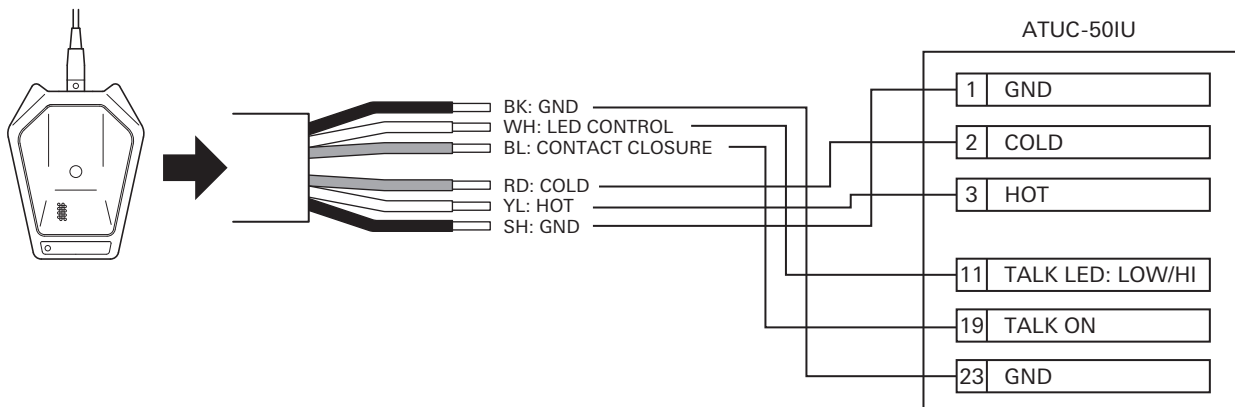 ATUC-50IU
BK: GND
WH: LED CONTROL
BL: CONTACT CLOSURE
RD: COLD
YL: HOT
SH: GND
1 GND
2 COLD
3 HOT
11 TALK LED: LOW/HI
19 TALK ON
23 GND